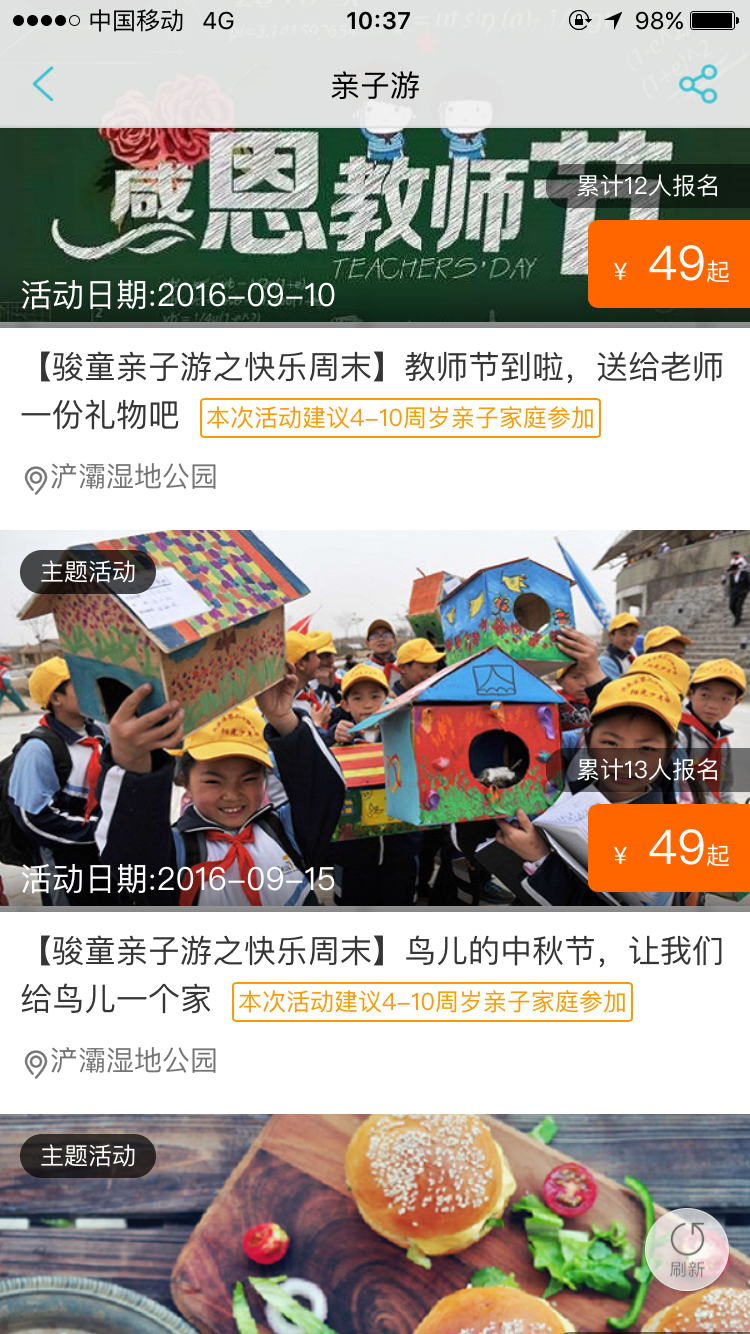 中国移动 4G 10:37 98%
亲子游
感恩教师节
TEACHERS'DAY
累计12人报名
¥ 49起
活动日期:2016-09-10
【骏童亲子游之快乐周末】教师节到啦，送给老师
一份礼物吧 本次活动建议4-10周岁亲子家庭参加
浐灞湿地公园
主题活动
累计13人报名
¥ 49起
活动日期:2016-09-15
【骏童亲子游之快乐周末】鸟儿的中秋节，让我们
给鸟儿一个家 本次活动建议4-10周岁亲子家庭参加
浐灞湿地公园
主题活动
刷新